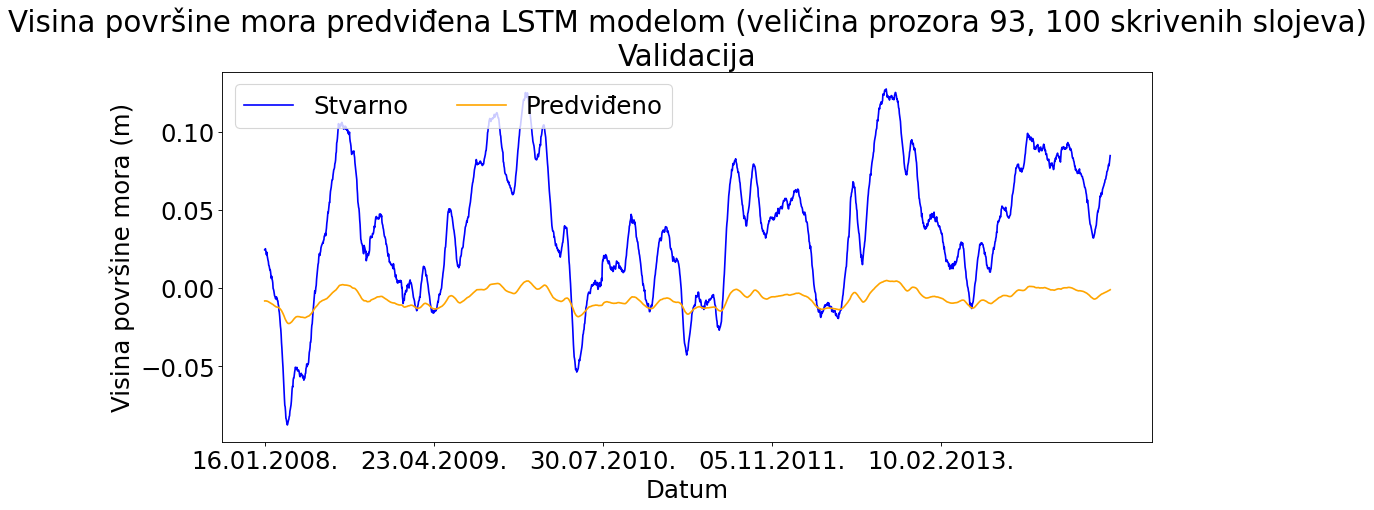 Visina površine mora predviđena LSTM modelom (veličina prozora 93, 100 skrivenih slojeva)
Validacija
Stvarno Predviđeno
Visina površine mora (m)
0.10
0.05
0.00
−0.05
16.01.2008. 23.04.2009. 30.07.2010. 05.11.2011. 10.02.2013.
Datum